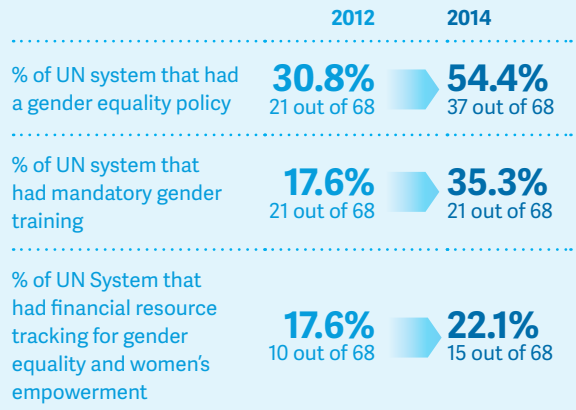 2012 2014
% of UN system that had
a gender equality policy
30.8% 54.4%
21 out of 68 37 out of 68
% of UN system that
had mandatory gender
training
17.6% 35.3%
21 out of 68 21 out of 68
% of UN System that
had financial resource
tracking for gender
equality and women's
empowerment
17.6% 22.1%
10 out of 68 15 out of 68